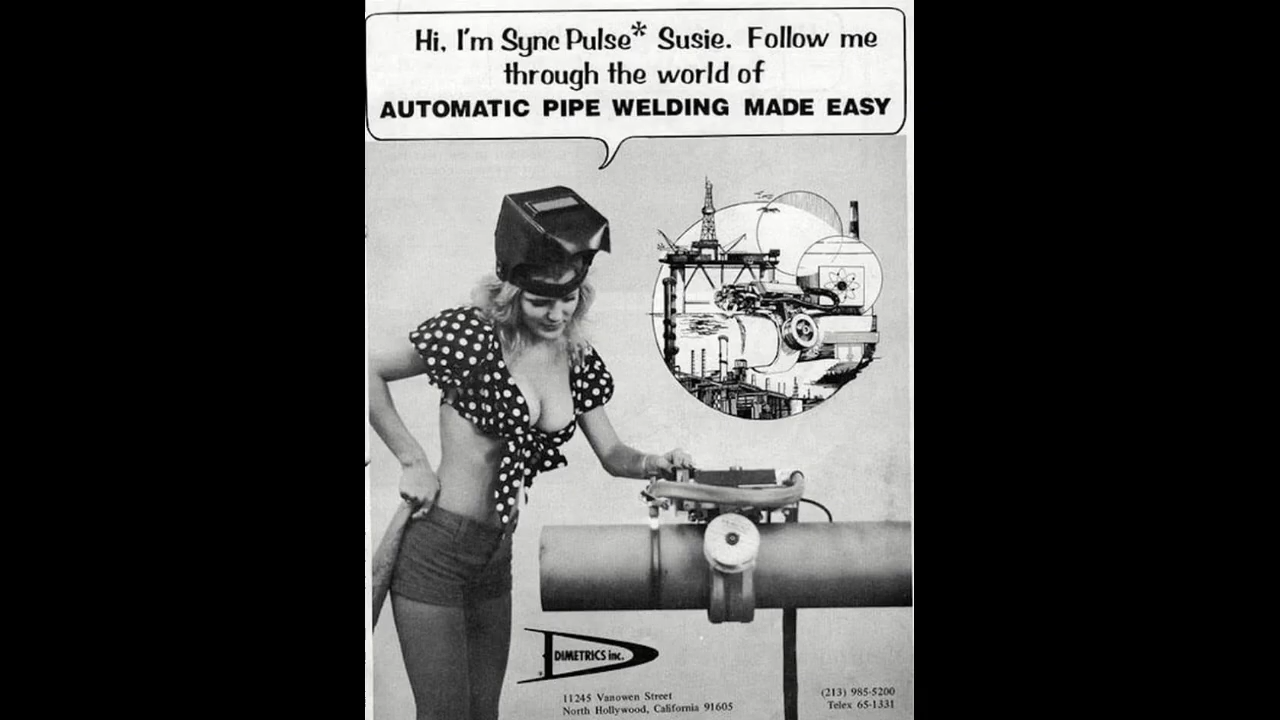 Hi, I'm Sync Pulse* Susie. Follow me
through the world of
AUTOMATIC PIPE WELDING MADE EASY
DIMETRICS inc.
11245 Vanowen Street
North Hollywood, California 91605
(213) 985-5200
Telex 65-1331